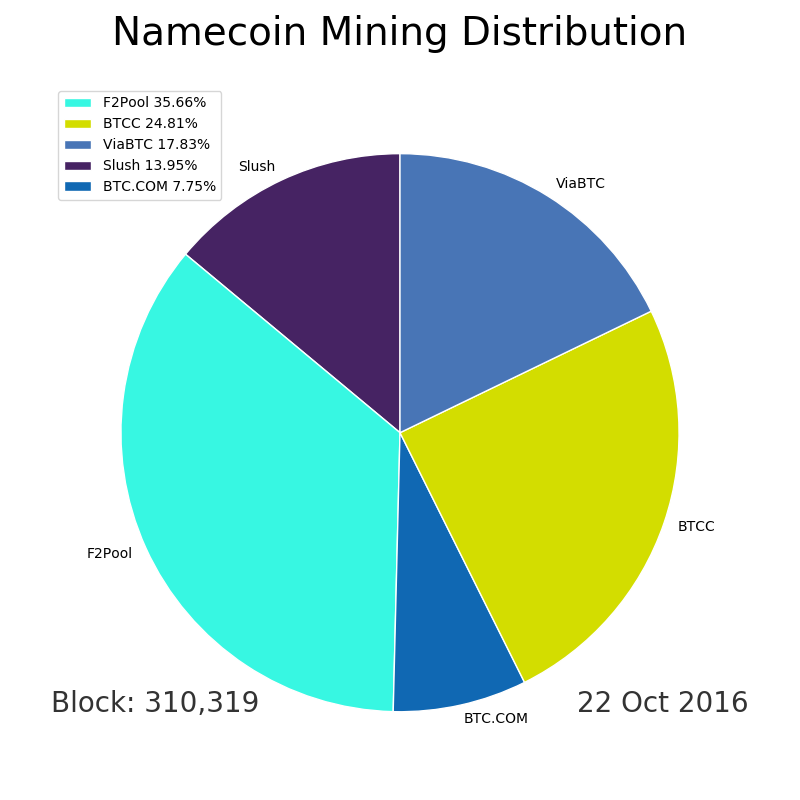 Namecoin Mining Distribution
F2Pool 35.66%
BTCC 24.81%
ViaBTC 17.83%
Slush 13.95%
BTC.COM 7.75%
Slush
ViaBTC
BTCC
F2Pool
BTC.COM
Block: 310,319
22 Oct 2016